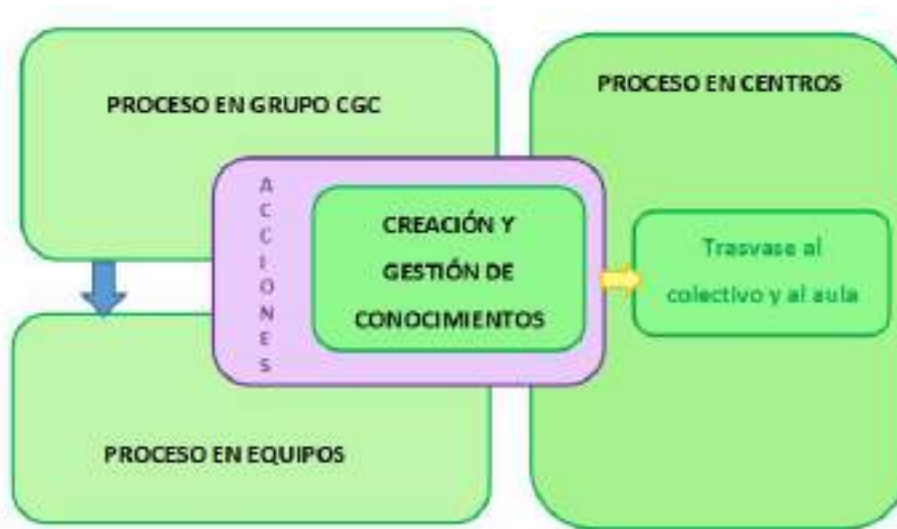 PROCESO EN GRUPO CGC
PROCESO EN CENTROS
ACCIONES
CREACIÓN Y
GESTIÓN DE
CONOCIMIENTOS
Trasvase al
colectivo y al aula
PROCESO EN EQUIPOS